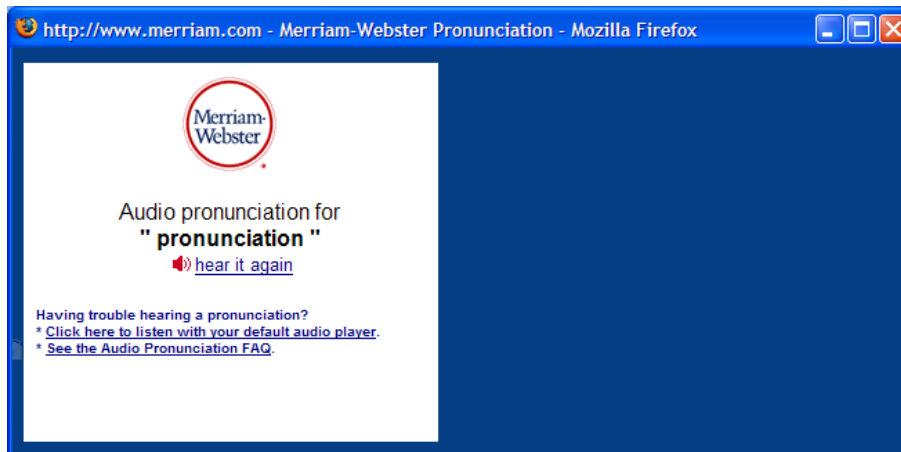 http://www.merriam.com - Merriam-Webster Pronunciation - Mozilla Firefox
Merriam-
Webster
Audio pronunciation for
" pronunciation "
hear it again
Having trouble hearing a pronunciation?
* Click here to listen with your default audio player.
* See the Audio Pronunciation FAQ.